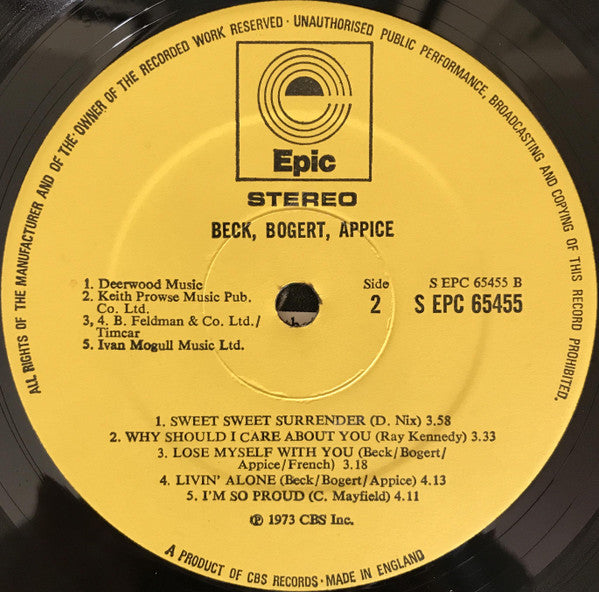 ALL RIGHTS OF THE MANUFACTURER AND OF THE OWNER OF THE RECORDED WORK RESERVED · UNAUTHORISED PUBLIC PERFORMANCE, BROADCASTING AND COPYING OF THIS RECORD PROHIBITED.
Epic
STEREO
BECK, BOGERT, APPICE
1. Deerwood Music
2. Keith Prowse Music Pub.
Co. Ltd.
3, 4. B. Feldman & Co. Ltd./
Timcar
5. Ivan Mogull Music Ltd.
Side
2
S EPC 65455 B
S EPC 65455
1. SWEET SWEET SURRENDER (D. Nix) 3.58
2. WHY SHOULD I CARE ABOUT YOU (Ray Kennedy) 3.33
3. LOSE MYSELF WITH YOU (Beck/Bogert/
Appice/French) 3.18
4. LIVIN' ALONE (Beck/Bogert/Appice) 4.13
5. I'M SO PROUD (C. Mayfield) 4.11
℗ 1973 CBS Inc.
A PRODUCT OF CBS RECORDS · MADE IN ENGLAND